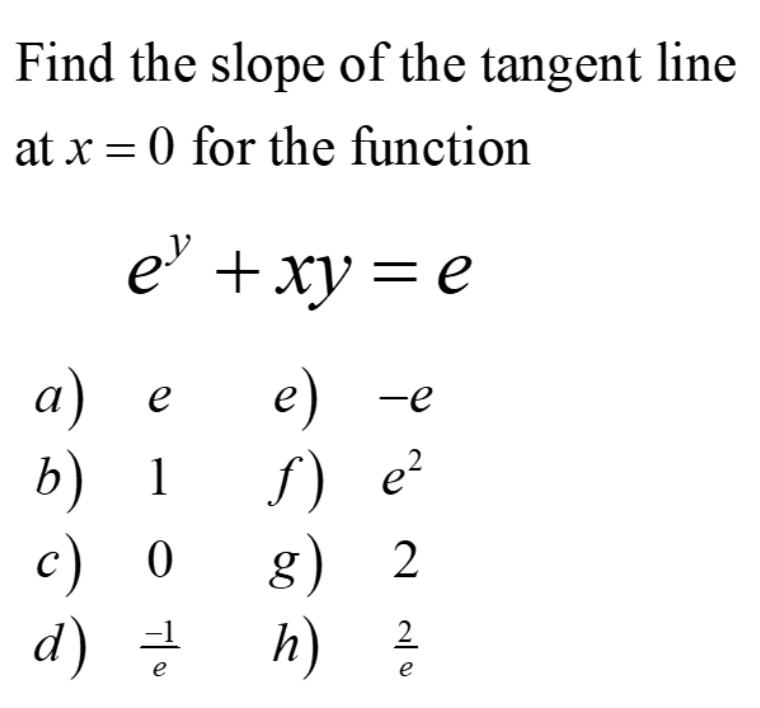 Find the slope of the tangent line
at x = 0 for the function
e^y + xy = e
a) e e) -e
b) 1 f) e^2
c) 0 g) 2
d) -1/e h) 2/e